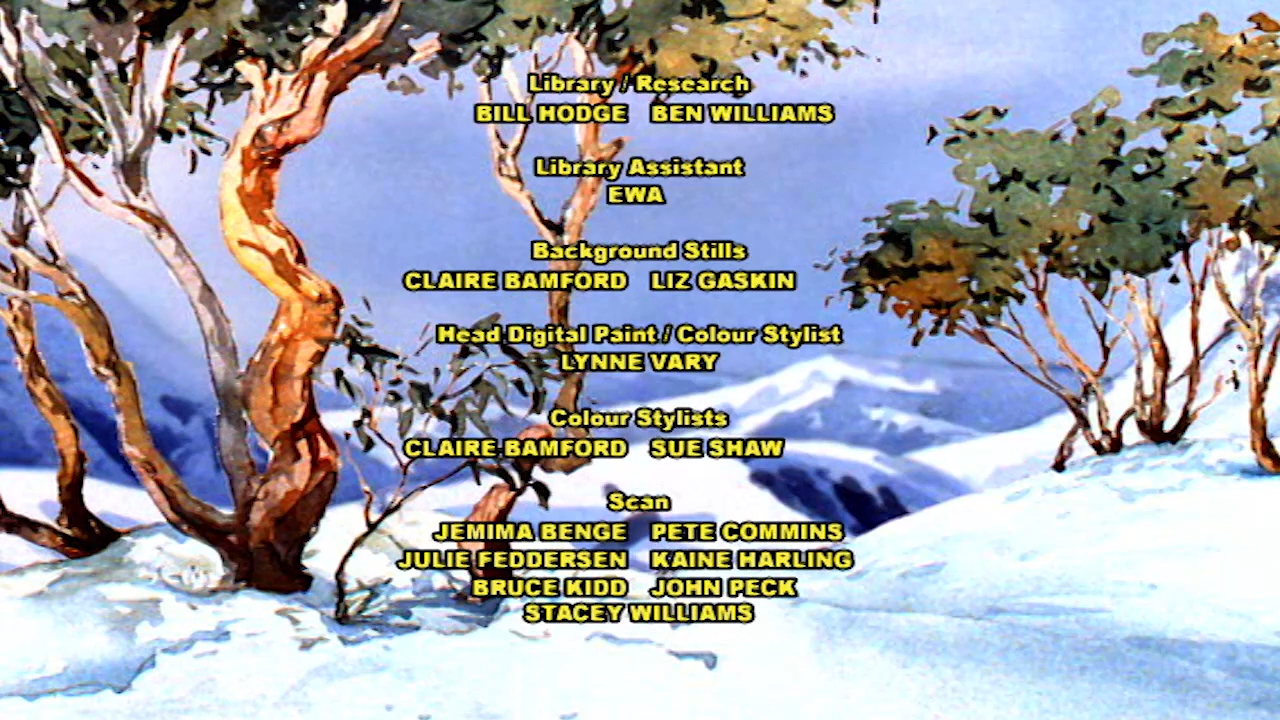 Library / Research
BILL HODGE BEN WILLIAMS
Library Assistant
EWA
Background Stills
CLAIRE BAMFORD LIZ GASKIN
Head Digital Paint / Colour Stylist
LYNNE VARY
Colour Stylists
CLAIRE BAMFORD SUE SHAW
Scan
JEMIMA BENGE PETE COMMINS
JULIE FEDDERSEN KAINE HARLING
BRUCE KIDD JOHN PECK
STACEY WILLIAMS